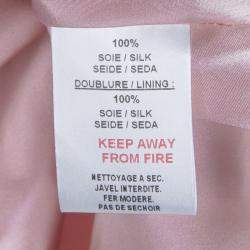 100%
SOIE / SILK
SEIDE / SEDA
DOUBLURE / LINING :
100%
SOIE / SILK
SEIDE / SEDA
KEEP AWAY
FROM FIRE
NETTOYAGE A SEC.
JAVEL INTERDITE.
FER MODERE.
PAS DE SECHOIR